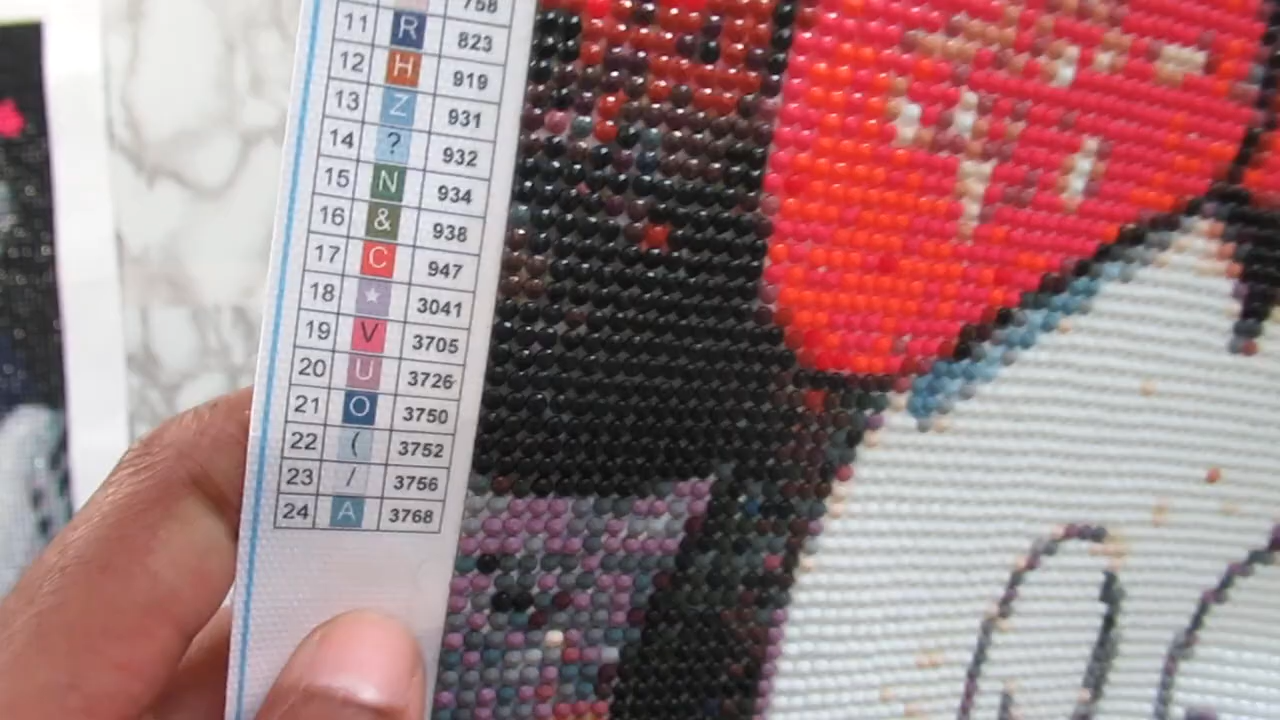 758
11 R 823
12 H 919
13 Z 931
14 ? 932
15 N 934
16 & 938
17 C 947
18 ★ 3041
19 V 3705
20 U 3726
21 O 3750
22 ( 3752
23 / 3756
24 A 3768